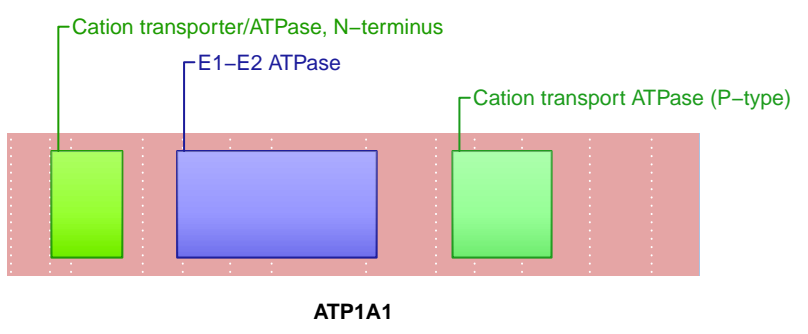 Cation transporter/ATPase, N−terminus
E1−E2 ATPase
Cation transport ATPase (P−type)
ATP1A1